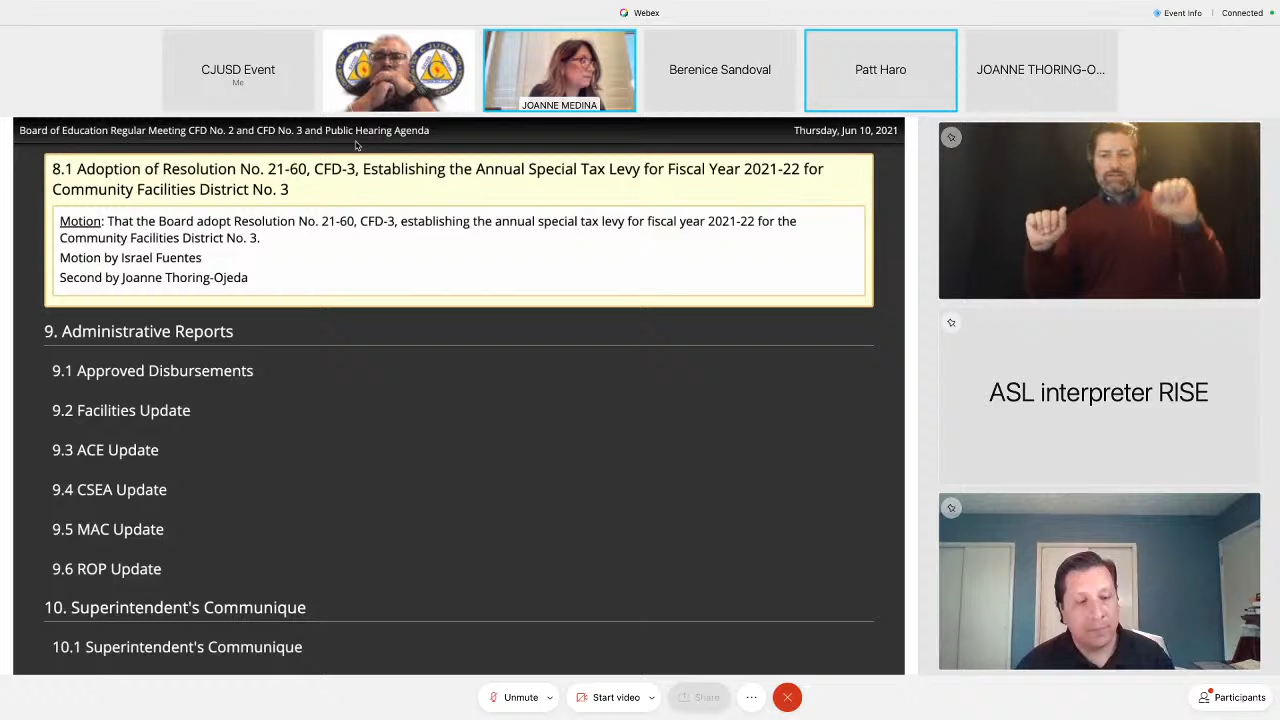 Webex
Event Info
Connected
CJUSD Event
Me
JOANNE MEDINA
Berenice Sandoval
Patt Haro
JOANNE THORING-O...
Board of Education Regular Meeting CFD No. 2 and CFD No. 3 and Public Hearing Agenda
Thursday, Jun 10, 2021
8.1 Adoption of Resolution No. 21-60, CFD-3, Establishing the Annual Special Tax Levy for Fiscal Year 2021-22 for
Community Facilities District No. 3
Motion: That the Board adopt Resolution No. 21-60, CFD-3, establishing the annual special tax levy for fiscal year 2021-22 for the
Community Facilities District No. 3.
Motion by Israel Fuentes
Second by Joanne Thoring-Ojeda
9. Administrative Reports
9.1 Approved Disbursements
9.2 Facilities Update
9.3 ACE Update
9.4 CSEA Update
9.5 MAC Update
9.6 ROP Update
10. Superintendent's Communique
10.1 Superintendent's Communique
ASL interpreter RISE
Unmute
Start video
Share
Participants